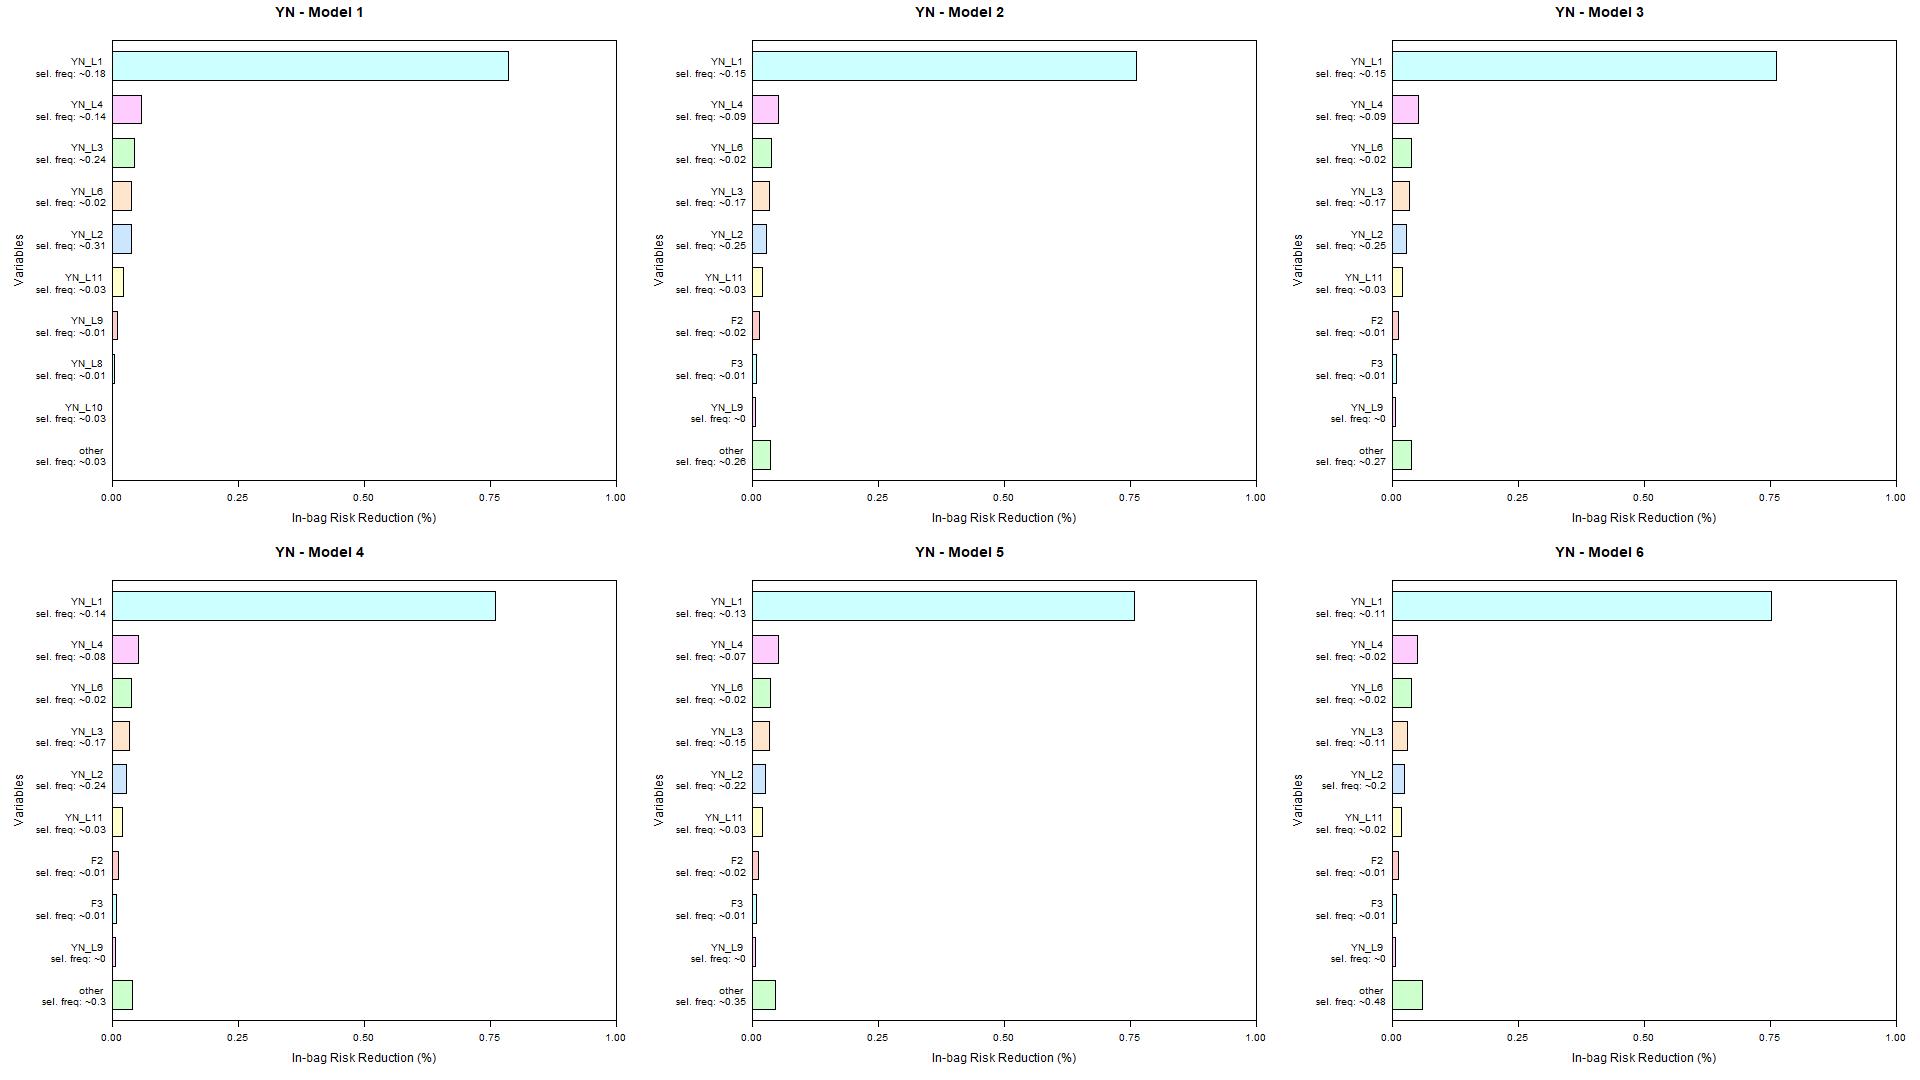 YN - Model 1
Variables
YN_L1
sel. freq: ~0.18
YN_L4
sel. freq: ~0.14
YN_L3
sel. freq: ~0.24
YN_L6
sel. freq: ~0.02
YN_L2
sel. freq: ~0.31
YN_L11
sel. freq: ~0.03
YN_L9
sel. freq: ~0.01
YN_L8
sel. freq: ~0.01
YN_L10
sel. freq: ~0.03
other
sel. freq: ~0.03
0.00 0.25 0.50 0.75 1.00
In-bag Risk Reduction (%)
YN - Model 2
Variables
YN_L1
sel. freq: ~0.15
YN_L4
sel. freq: ~0.09
YN_L6
sel. freq: ~0.02
YN_L3
sel. freq: ~0.17
YN_L2
sel. freq: ~0.25
YN_L11
sel. freq: ~0.03
F2
sel. freq: ~0.02
F3
sel. freq: ~0.01
YN_L9
sel. freq: ~0
other
sel. freq: ~0.26
0.00 0.25 0.50 0.75 1.00
In-bag Risk Reduction (%)
YN - Model 3
Variables
YN_L1
sel. freq: ~0.15
YN_L4
sel. freq: ~0.09
YN_L6
sel. freq: ~0.02
YN_L3
sel. freq: ~0.17
YN_L2
sel. freq: ~0.25
YN_L11
sel. freq: ~0.03
F2
sel. freq: ~0.01
F3
sel. freq: ~0.01
YN_L9
sel. freq: ~0
other
sel. freq: ~0.27
0.00 0.25 0.50 0.75 1.00
In-bag Risk Reduction (%)
YN - Model 4
Variables
YN_L1
sel. freq: ~0.14
YN_L4
sel. freq: ~0.08
YN_L6
sel. freq: ~0.02
YN_L3
sel. freq: ~0.17
YN_L2
sel. freq: ~0.24
YN_L11
sel. freq: ~0.03
F2
sel. freq: ~0.01
F3
sel. freq: ~0.01
YN_L9
sel. freq: ~0
other
sel. freq: ~0.3
0.00 0.25 0.50 0.75 1.00
In-bag Risk Reduction (%)
YN - Model 5
Variables
YN_L1
sel. freq: ~0.13
YN_L4
sel. freq: ~0.07
YN_L6
sel. freq: ~0.02
YN_L3
sel. freq: ~0.15
YN_L2
sel. freq: ~0.22
YN_L11
sel. freq: ~0.03
F2
sel. freq: ~0.02
F3
sel. freq: ~0.01
YN_L9
sel. freq: ~0
other
sel. freq: ~0.35
0.00 0.25 0.50 0.75 1.00
In-bag Risk Reduction (%)
YN - Model 6
Variables
YN_L1
sel. freq: ~0.11
YN_L4
sel. freq: ~0.02
YN_L6
sel. freq: ~0.02
YN_L3
sel. freq: ~0.11
YN_L2
sel. freq: ~0.2
YN_L11
sel. freq: ~0.02
F2
sel. freq: ~0.01
F3
sel. freq: ~0.01
YN_L9
sel. freq: ~0
other
sel. freq: ~0.48
0.00 0.25 0.50 0.75 1.00
In-bag Risk Reduction (%)